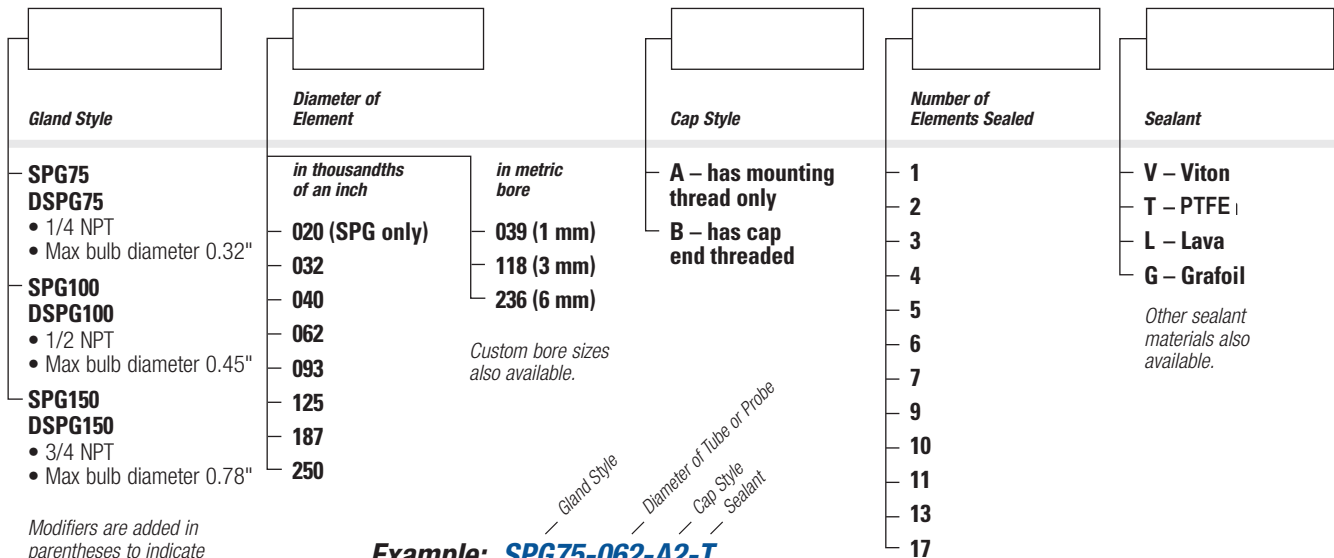 Gland Style
Diameter of
Element
Cap Style
Number of
Elements Sealed
Sealant
SPG75
DSPG75
• 1/4 NPT
• Max bulb diameter 0.32"
SPG100
DSPG100
• 1/2 NPT
• Max bulb diameter 0.45"
SPG150
DSPG150
• 3/4 NPT
• Max bulb diameter 0.78"
Modifiers are added in
parentheses to indicate
in thousandths
of an inch
020 (SPG only)
032
040
062
093
125
187
250
in metric
bore
039 (1 mm)
118 (3 mm)
236 (6 mm)
Custom bore sizes
also available.
A – has mounting
thread only
B – has cap
end threaded
1
2
3
4
5
6
7
9
10
11
13
17
V – Viton
T – PTFE
L – Lava
G – Grafoil
Other sealant
materials also
available.
Gland Style
Diameter of Tube or Probe
Cap Style
Sealant
Example: SPG75-062-A2-T